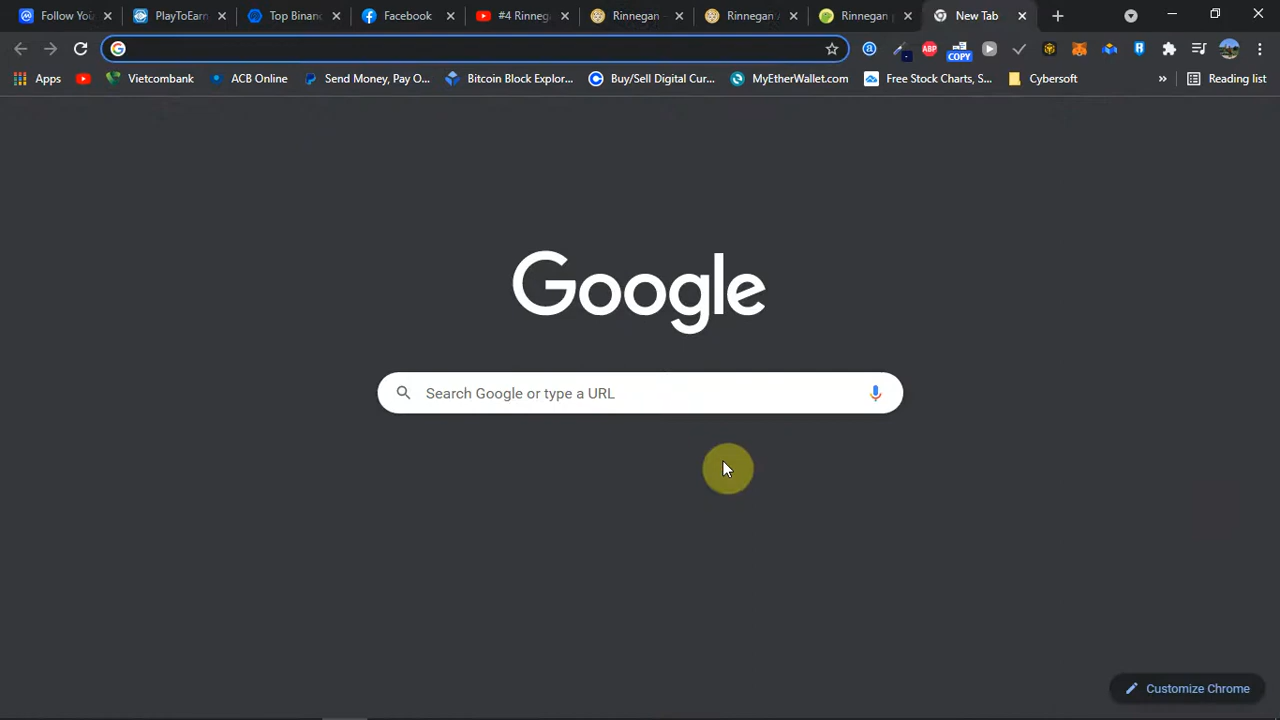 Follow You
PlayToEarn
Top Binanc
Facebook
#4 Rinneg
Rinnegan –
Rinnegan /
Rinnegan p
New Tab
ABP
COPY
Apps
Vietcombank
ACB Online
Send Money, Pay O...
Bitcoin Block Explor...
Buy/Sell Digital Cur...
MyEtherWallet.com
Free Stock Charts, S...
Cybersoft
»
Reading list
Google
Search Google or type a URL
Customize Chrome